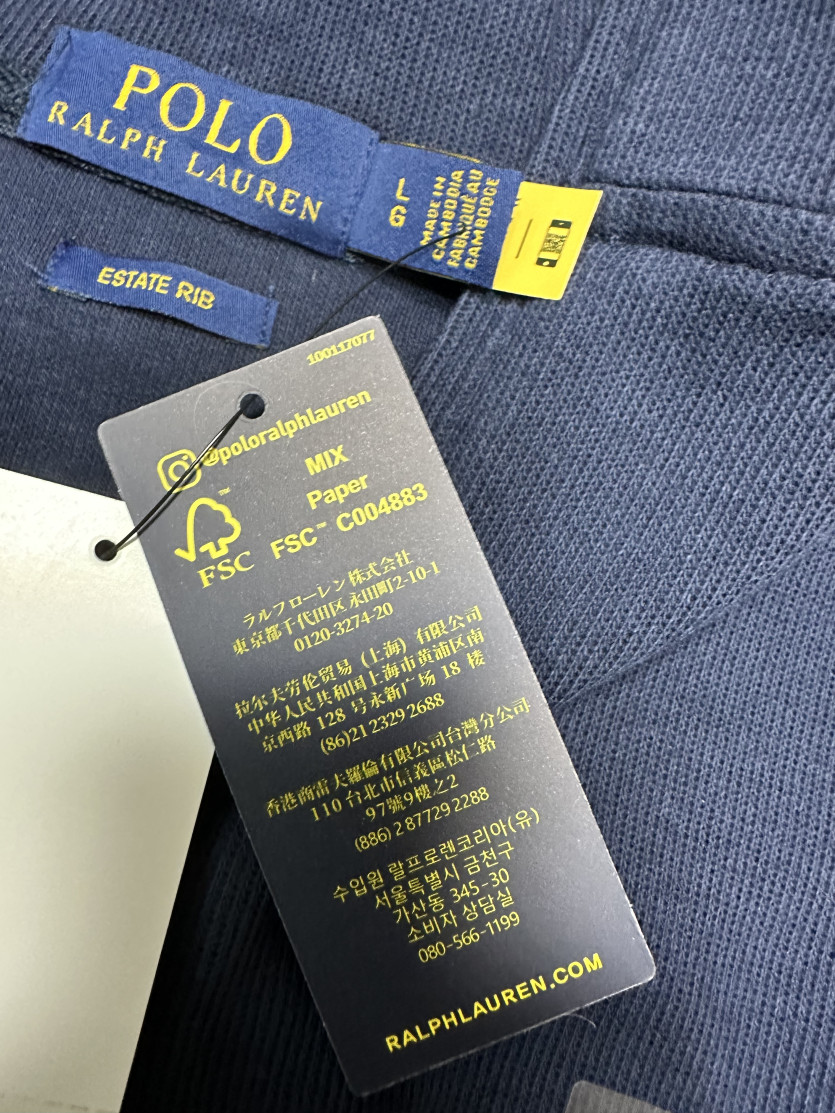 POLO
RALPH LAUREN
L
G
MADE IN
CAMBODIA
FABRIQUÉ AU
CAMBODGE
ESTATE RIB
100117077
@poloralphlauren
MIX
Paper
FSC™ C004883
FSC
ラルフローレン株式会社
東京都千代田区永田町2-10-1
0120-3274-20
拉尔夫劳伦贸易(上海)有限公司
中华人民共和国上海市黄浦区南
京西路 128 号永新广场 18 楼
(86)21 2329 2688
香港商雷夫羅倫有限公司台灣分公司
110 台北市信義區松仁路
97號9樓之2
(886) 2 87729 2288
수입원 랄프로렌코리아(유)
서울특별시 금천구
가산동 345-30
소비자 상담실
080-566-1199
RALPHLAUREN.COM